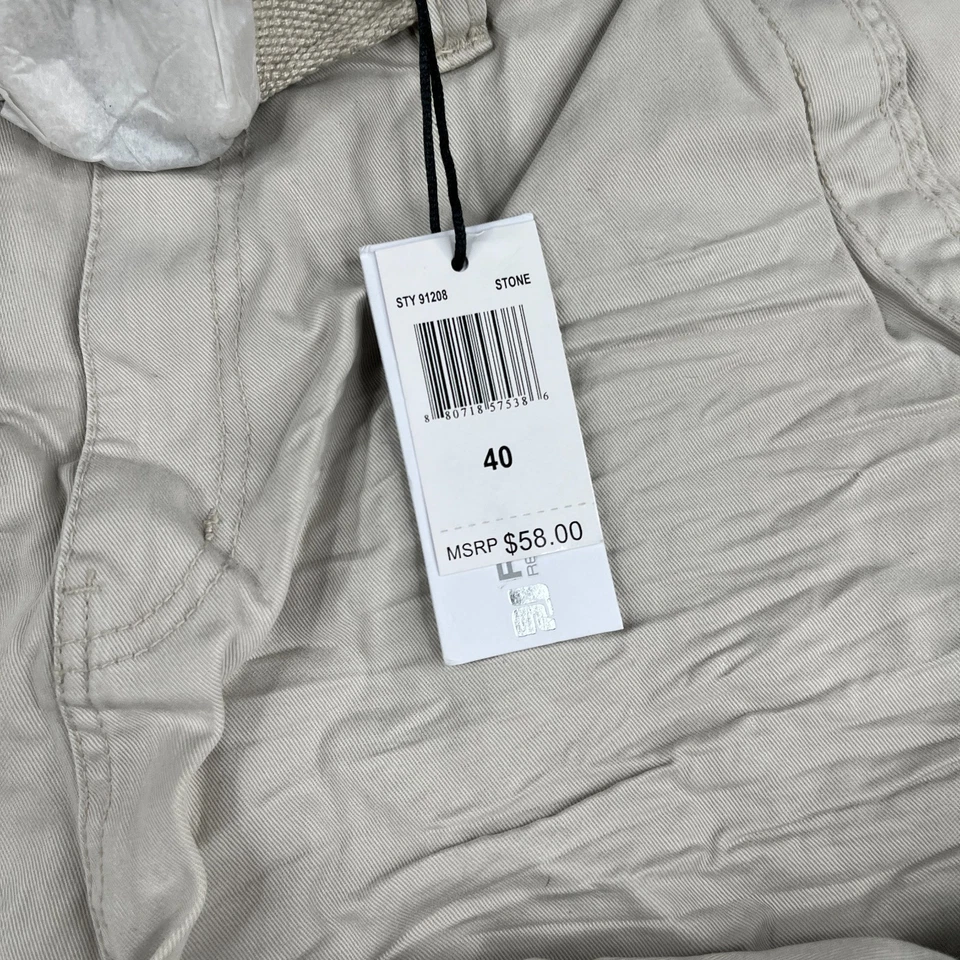 STY 91208 STONE
8 80718 57538 6
40
MSRP $58.00